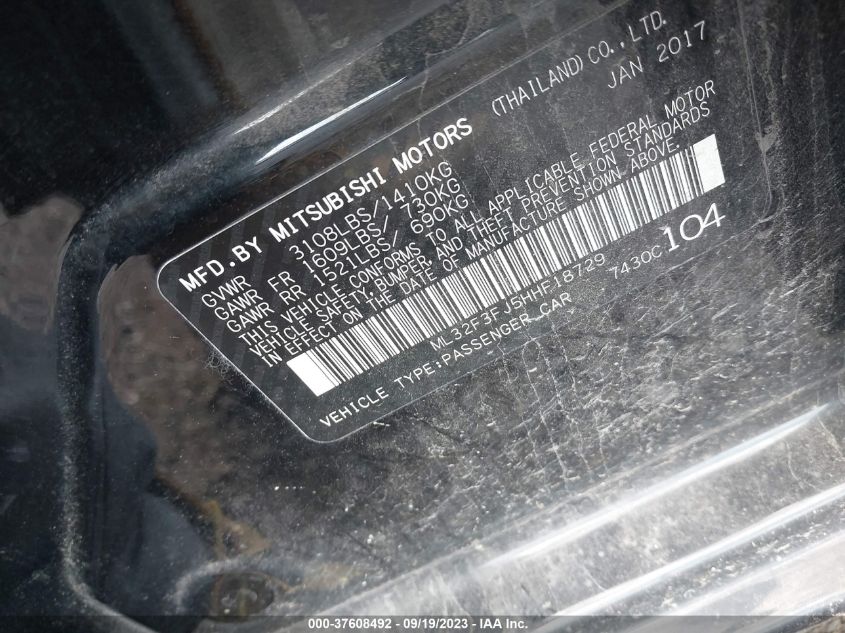 MFD.BY MITSUBISHI MOTORS (THAILAND) CO.,LTD.
JAN 2017
GVWR 3108LBS/1410KG
GAWR FR 1609LBS/ 730KG
GAWR RR 1521LBS/ 690KG
THIS VEHICLE CONFORMS TO ALL APPLICABLE FEDERAL MOTOR
VEHICLE SAFETY,BUMPER, AND THEFT PREVENTION STANDARDS
IN EFFECT ON THE DATE OF MANUFACTURE SHOWN ABOVE.
ML32F3FJ5HHF18729 7430C 104
VEHICLE TYPE:PASSENGER CAR
000-37608492 - 09/19/2023 - IAA Inc.